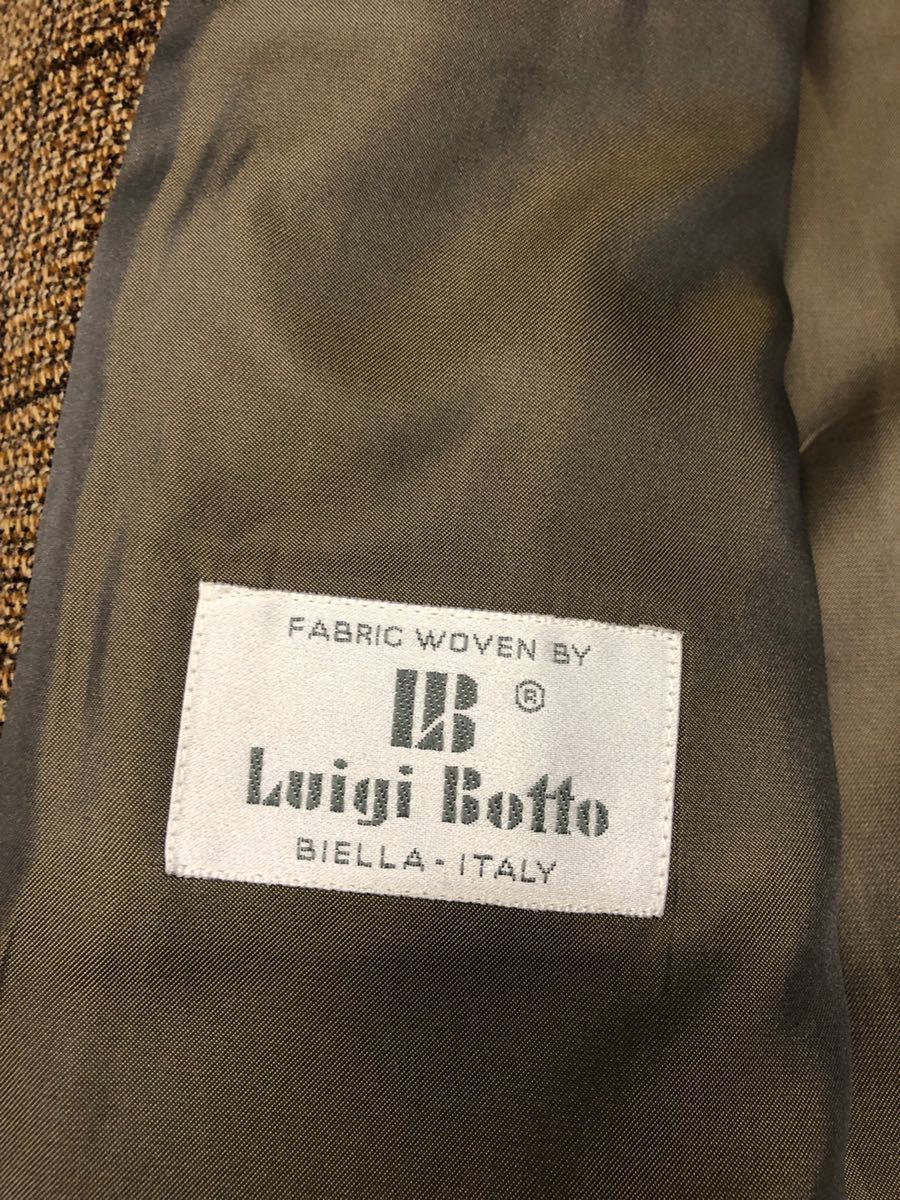 FABRIC WOVEN BY
LB ®
Luigi Botto
BIELLA - ITALY